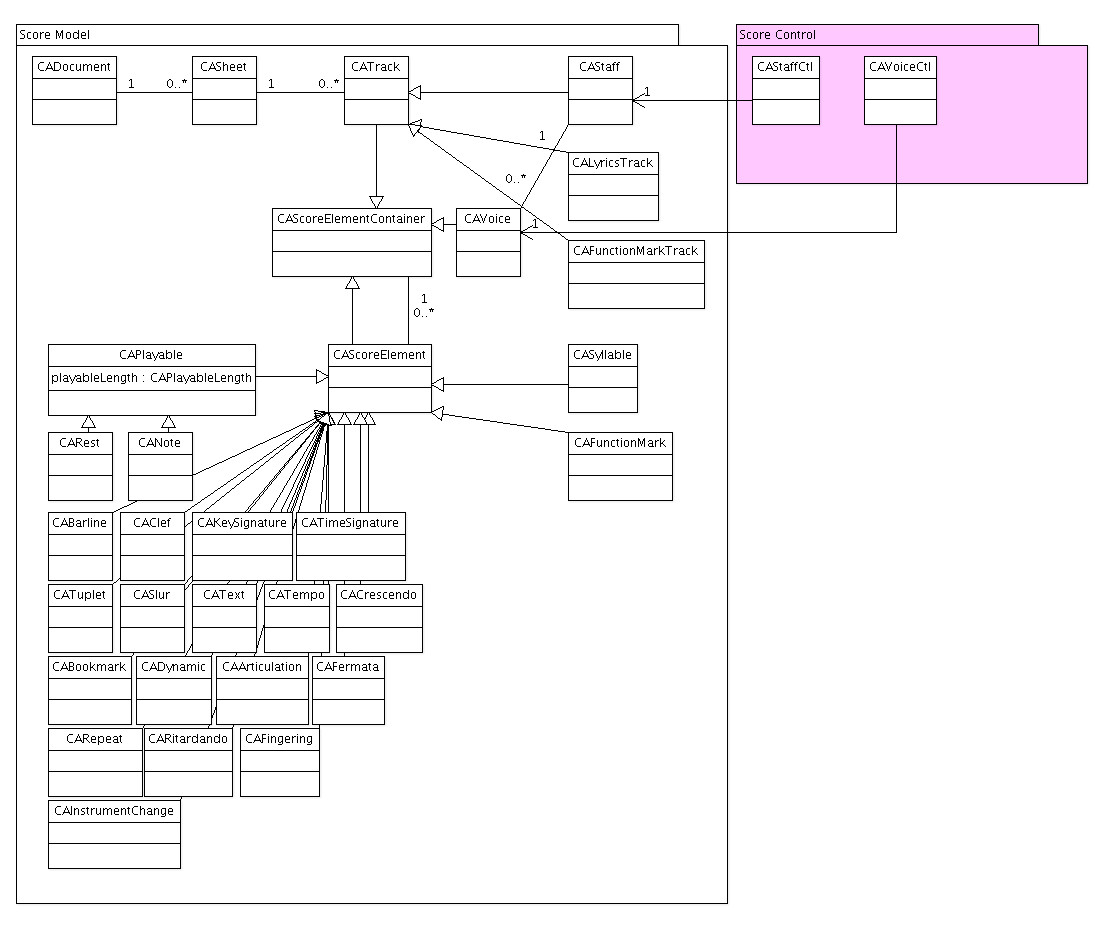 Score Model
Score Control
CADocument
CASheet
CATrack
CAStaff
CAStaffCtl
CAVoiceCtl
1
0..*
1
0..*
1
1
CALyricsTrack
0..*
CAScoreElementContainer
CAVoice
1
CAFunctionMarkTrack
1
0..*
CAPlayable
CAScoreElement
CASyllable
playableLength : CAPlayableLength
CARest
CANote
CAFunctionMark
CABarline
CAClef
CAKeySignature
CATimeSignature
CATuplet
CASlur
CAText
CATempo
CACrescendo
CABookmark
CADynamic
CAArticulation
CAFermata
CARepeat
CARitardando
CAFingering
CAInstrumentChange